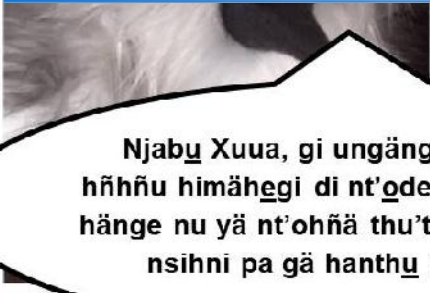 Njabu̲ Xuua, gi ungäng
hñhñu himähe̲gi di nt'o̲de
hänge nu yä nt'ohñä thu't
nsihni pa gä hanthu̲